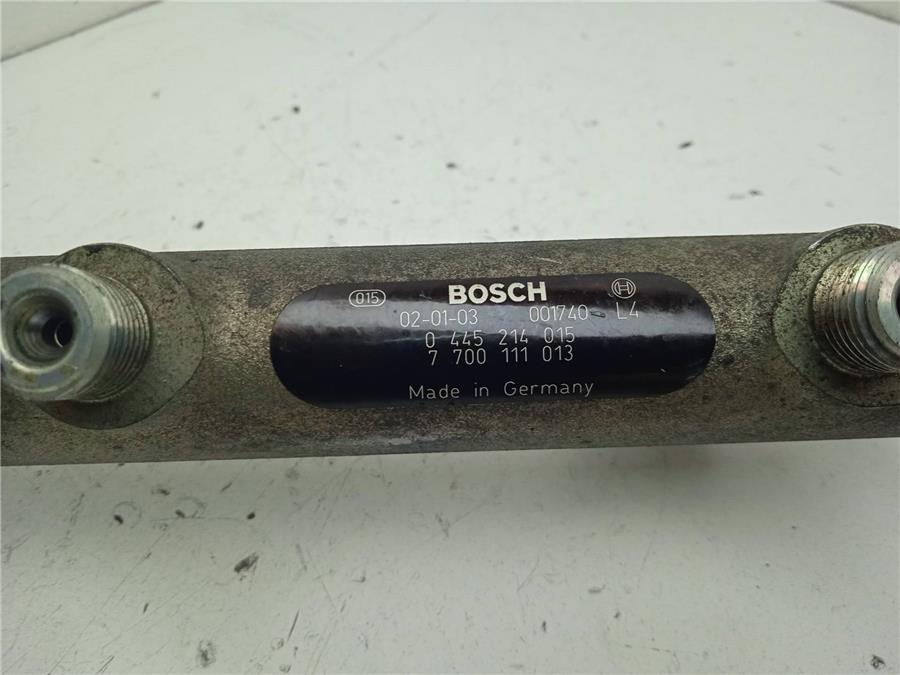 015 BOSCH
02-01-03 001740 L4
0 445 214 015
7 700 111 013
Made in Germany